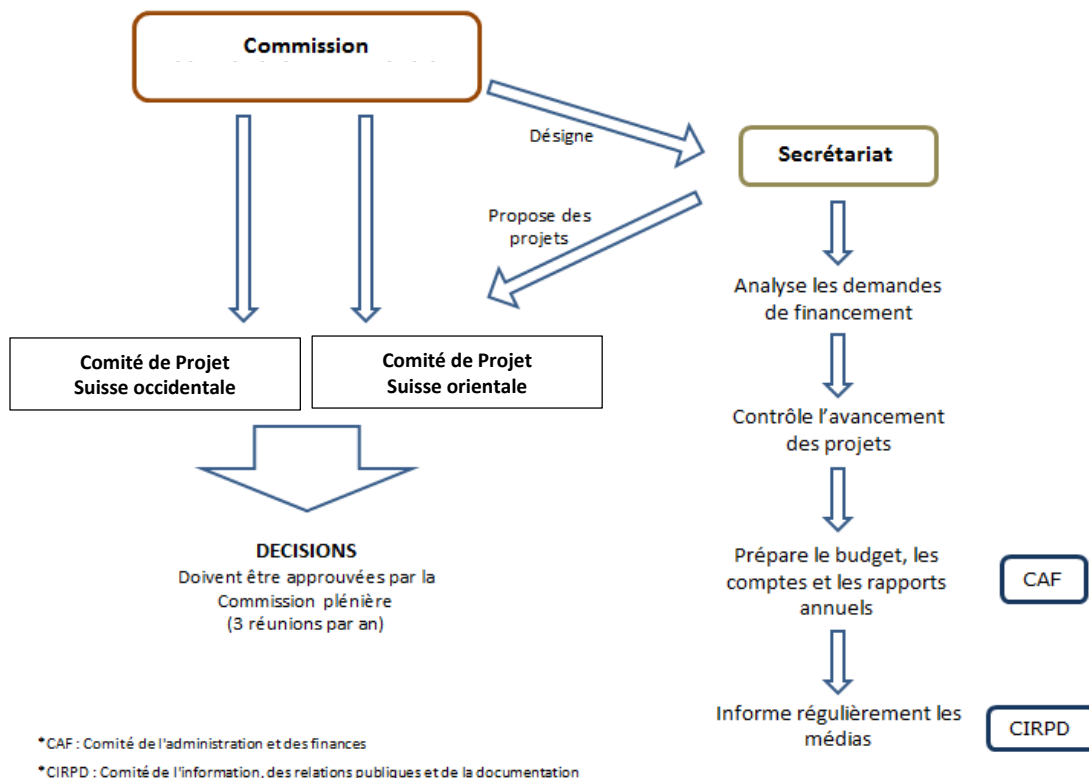 Commission
Désigne
Secrétariat
Propose des
projets
Analyse les demandes
de financement
Comité de Projet
Suisse occidentale
Comité de Projet
Suisse orientale
Contrôle l’avancement
des projets
DECISIONS
Doivent être approuvées par la
Commission plénière
(3 réunions par an)
Prépare le budget, les
comptes et les rapports
annuels
CAF
Informe régulièrement les
médias
CIRPD
*CAF : Comité de l'administration et des finances
*CIRPD : Comité de l'information, des relations publiques et de la documentation